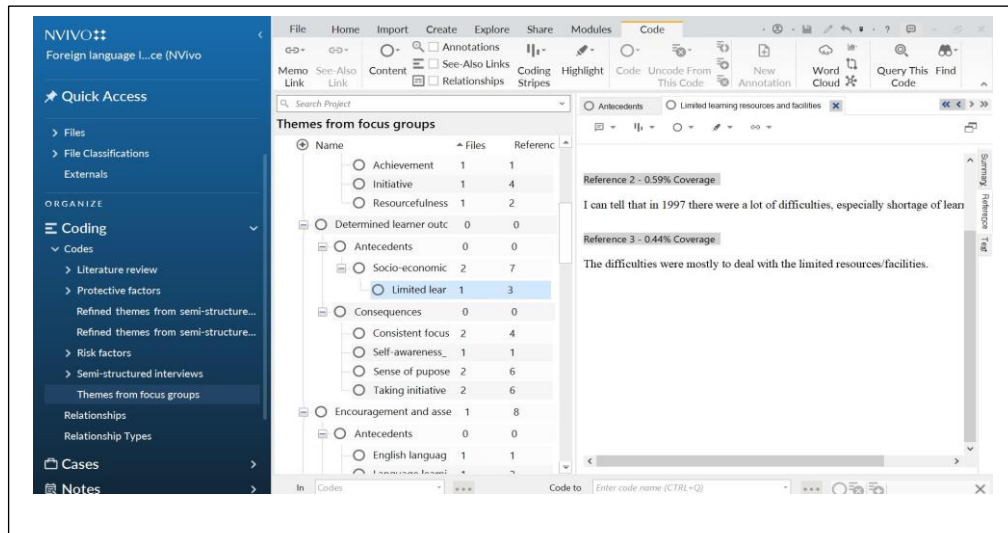 NVIVO
Foreign language l...ce (NVivo
Quick Access
Files
File Classifications
Externals
ORGANIZE
Coding
Codes
Literature review
Protective factors
Refined themes from semi-structure...
Refined themes from semi-structure...
Risk factors
Semi-structured interviews
Themes from focus groups
Relationships
Relationship Types
Cases
Notes
File Home Import Create Explore Share Modules Code
Memo Link
See-Also Link
Content
Annotations
See-Also Links
Relationships
Coding Stripes
Highlight
Code
Uncode From This Code
New Annotation
Word Cloud
Query This Code
Find
Search Project
Themes from focus groups
Name Files Referenc
Achievement 1 1
Initiative 1 4
Resourcefulness 1 2
Determined learner outc 0 0
Antecedents 0 0
Socio-economic 2 7
Limited lear 1 3
Consequences 0 0
Consistent focus 2 4
Self-awareness_ 1 1
Sense of pupose 2 6
Taking initiative 2 6
Encouragement and asse 1 8
Antecedents 0 0
English languag 1 1
Antecedents Limited learning resources and facilities
Reference 2 - 0.59% Coverage
I can tell that in 1997 there were a lot of difficulties, especially shortage of learn
Reference 3 - 0.44% Coverage
The difficulties were mostly to deal with the limited resources/facilities.
Summary
Reference
Text
In Codes Code to Enter code name (CTRL+Q)